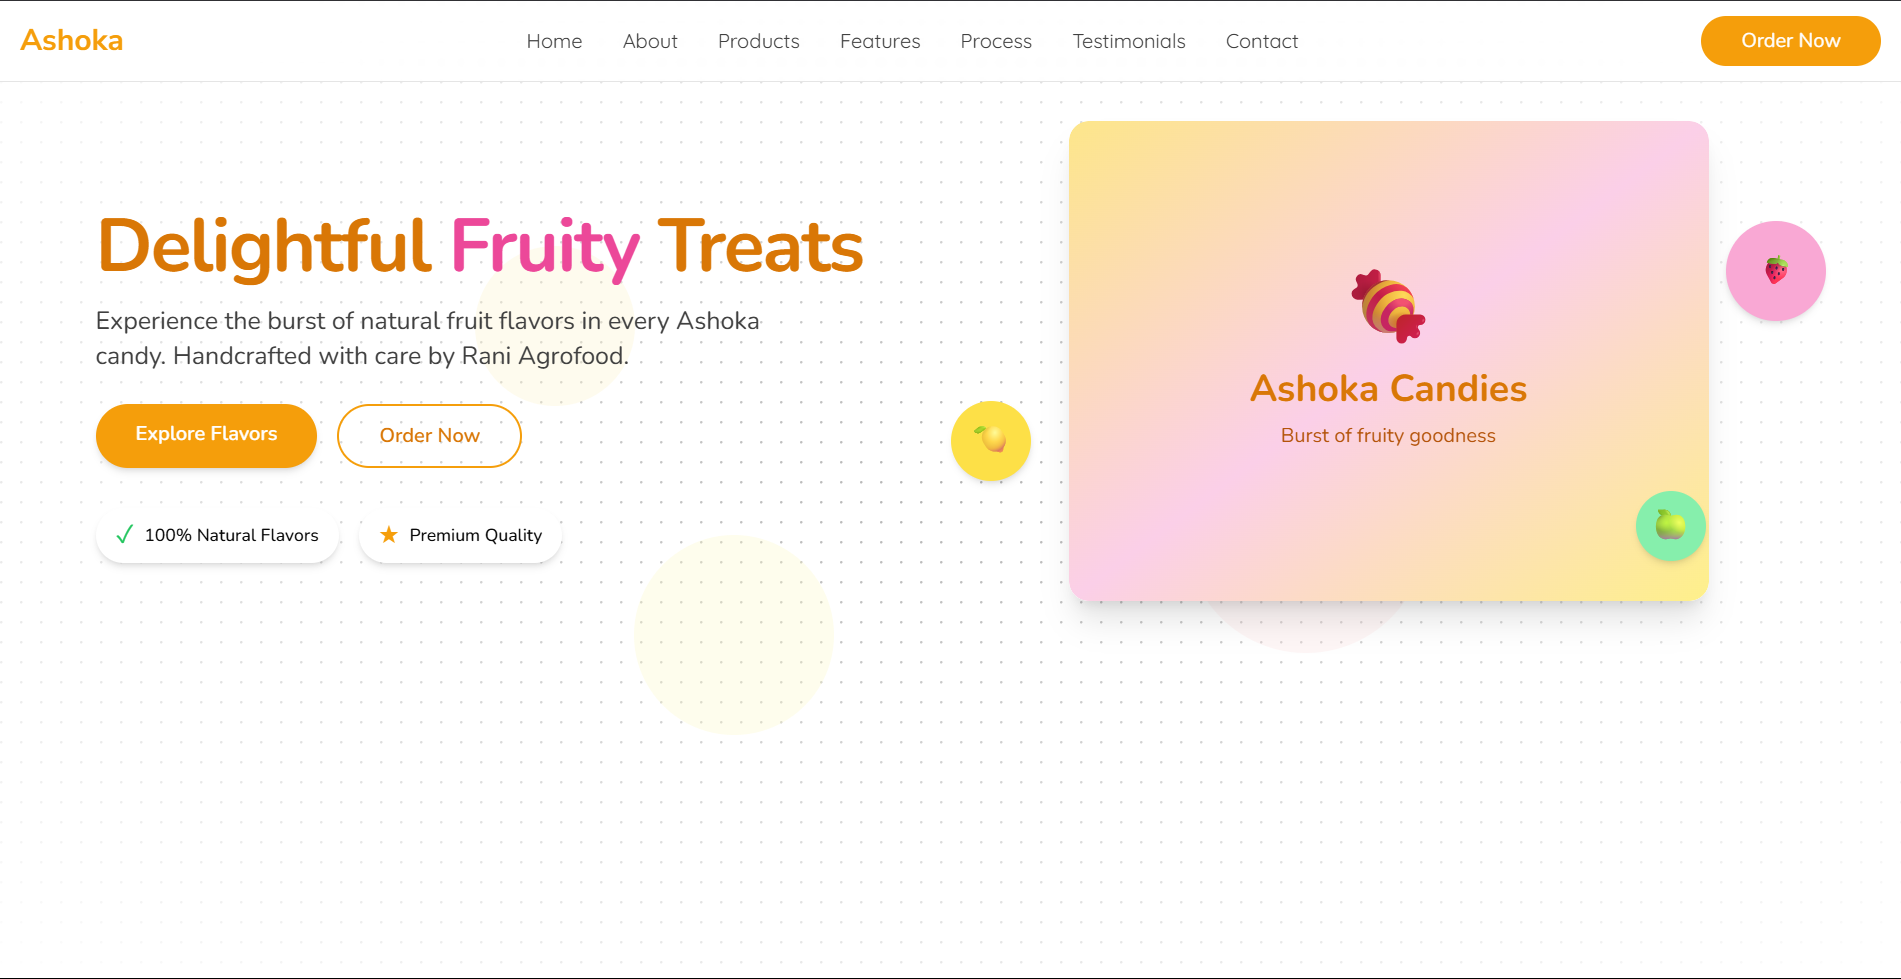 Ashoka
Home About Products Features Process Testimonials Contact
Order Now
Delightful Fruity Treats
Experience the burst of natural fruit flavors in every Ashoka
candy. Handcrafted with care by Rani Agrofood.
Explore Flavors Order Now
✓ 100% Natural Flavors ★ Premium Quality
Ashoka Candies
Burst of fruity goodness